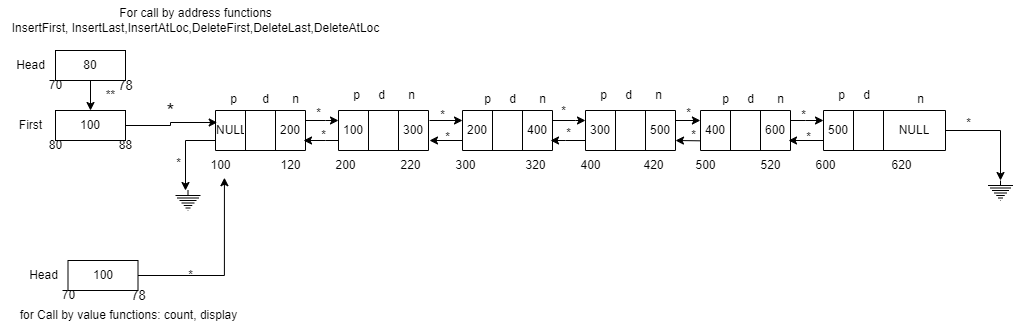 For call by address functions
InsertFirst, InsertLast,InsertAtLoc,DeleteFirst,DeleteLast,DeleteAtLoc
Head 80
70 ** 78
First 100 *
80 88
p d n p d n p d n p d n p d n p d n
NULL 200 * * 100 300 * * 200 400 * * 300 500 * * 400 600 * * 500 NULL *
*
100 120 200 220 300 320 400 420 500 520 600 620
Head 100 *
70 78
for Call by value functions: count, display